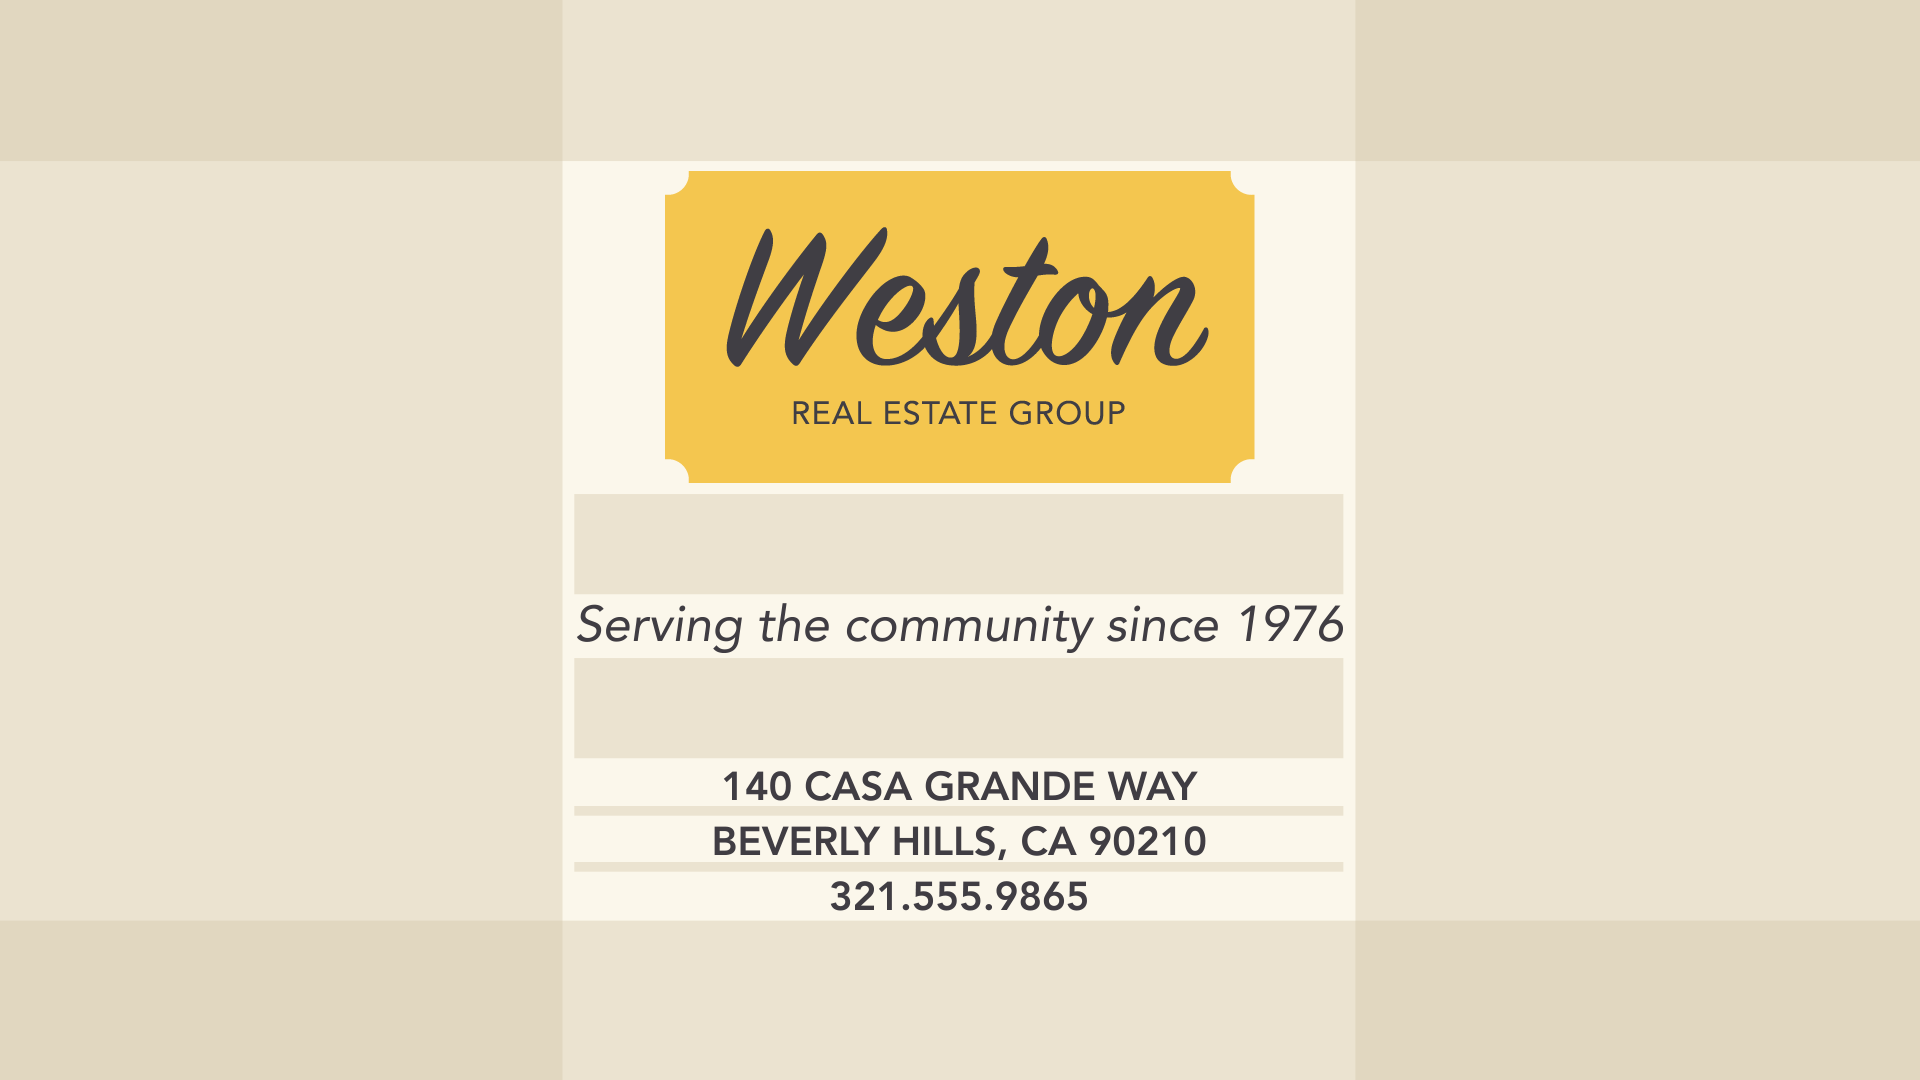 Weston
REAL ESTATE GROUP
Serving the community since 1976
140 CASA GRANDE WAY
BEVERLY HILLS, CA 90210
321.555.9865